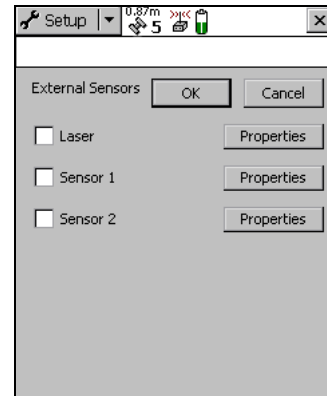 Setup
0.87m
5
External Sensors OK Cancel
Laser Properties
Sensor 1 Properties
Sensor 2 Properties